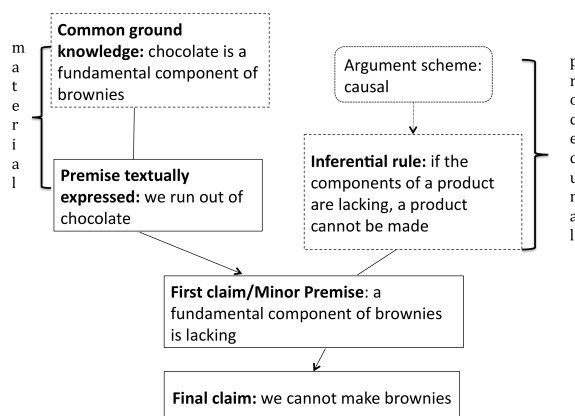 material
Common ground
knowledge: chocolate is a
fundamental component of
brownies
Premise textually
expressed: we run out of
chocolate
Argument scheme:
causal
Inferential rule: if the
components of a product
are lacking, a product
cannot be made
procedural
First claim/Minor Premise: a
fundamental component of brownies
is lacking
Final claim: we cannot make brownies